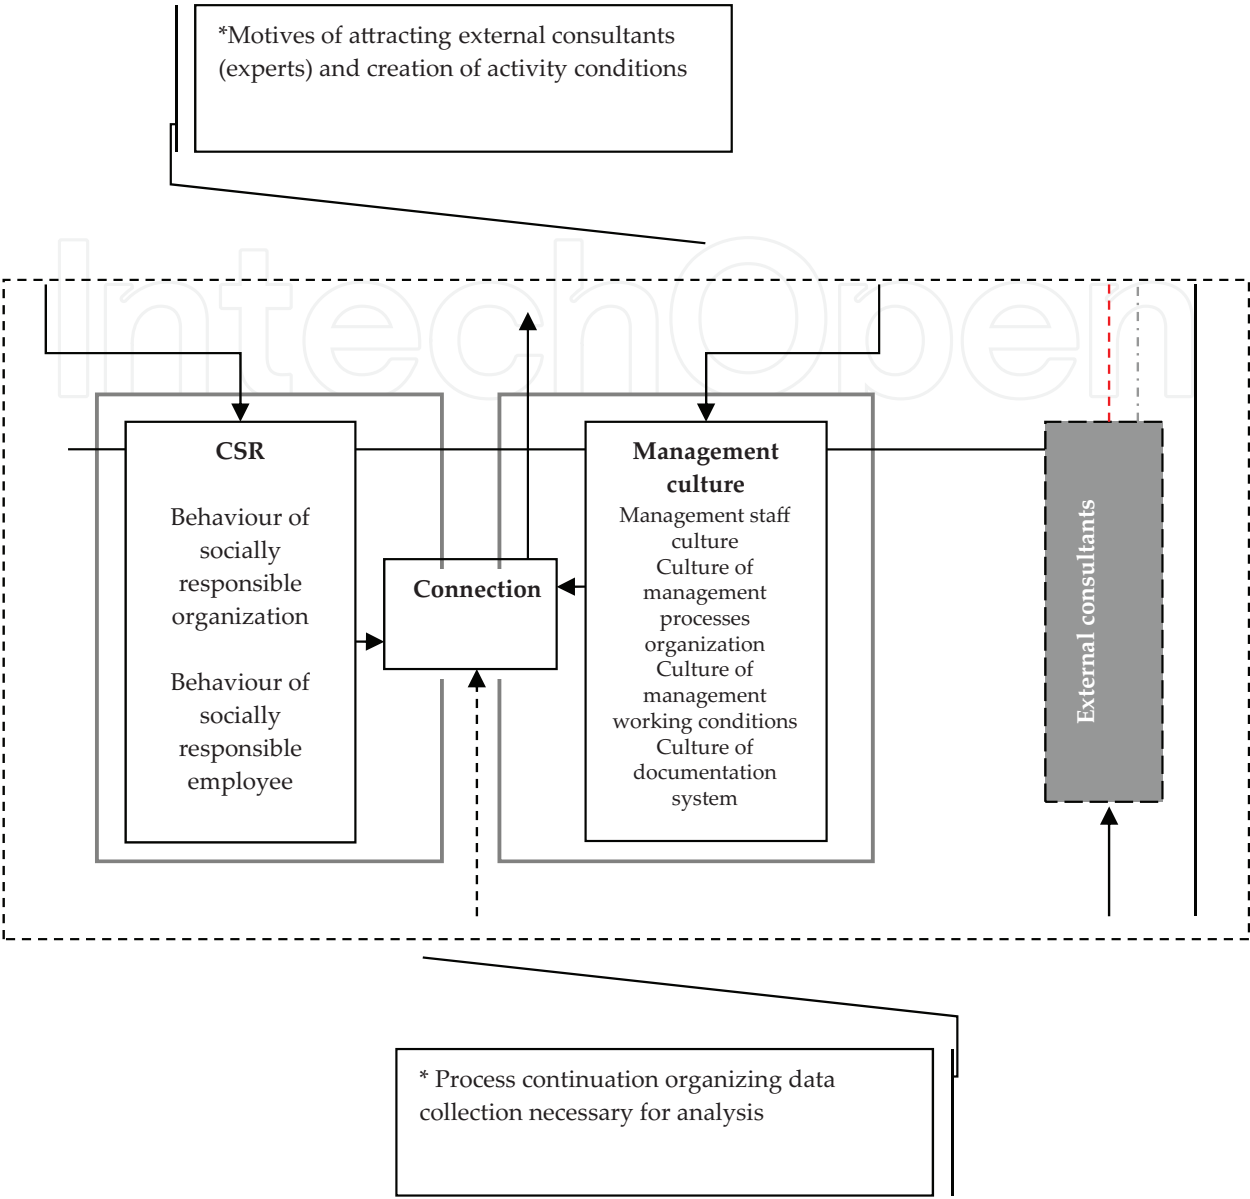 *Motives of attracting external consultants
(experts) and creation of activity conditions
IntechOpen
CSR
Behaviour of
socially
responsible
organization
Behaviour of
socially
responsible
employee
Connection
Management
culture
Management staff
culture
Culture of
management
processes
organization
Culture of
management
working conditions
Culture of
documentation
system
External consultants
* Process continuation organizing data
collection necessary for analysis